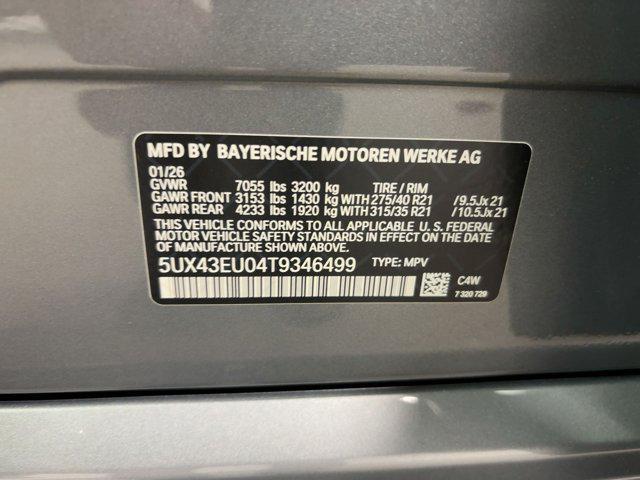 MFD BY BAYERISCHE MOTOREN WERKE AG
01/26
GVWR 7055 lbs 3200 kg TIRE / RIM
GAWR FRONT 3153 lbs 1430 kg WITH 275/40 R21 /9.5Jx21
GAWR REAR 4233 lbs 1920 kg WITH 315/35 R21 /10.5Jx21
THIS VEHICLE CONFORMS TO ALL APPLICABLE U. S. FEDERAL
MOTOR VEHICLE SAFETY STANDARDS IN EFFECT ON THE DATE OF
MANUFACTURE SHOWN ABOVE.
5UX43EU04T9346499 TYPE: MPV
C4W
7 320 729